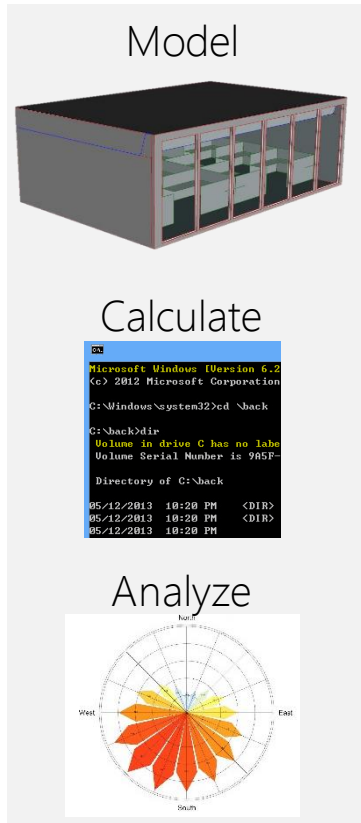 Model
Calculate
C:\.
Microsoft Windows [Version 6.2
(c) 2012 Microsoft Corporation
C:\Windows\system32>cd \back
C:\back>dir
Volume in drive C has no labe
Volume Serial Number is 9A5F-
Directory of C:\back
05/12/2013 10:20 PM <DIR>
05/12/2013 10:20 PM <DIR>
05/12/2013 10:20 PM
Analyze
North
West
East
South